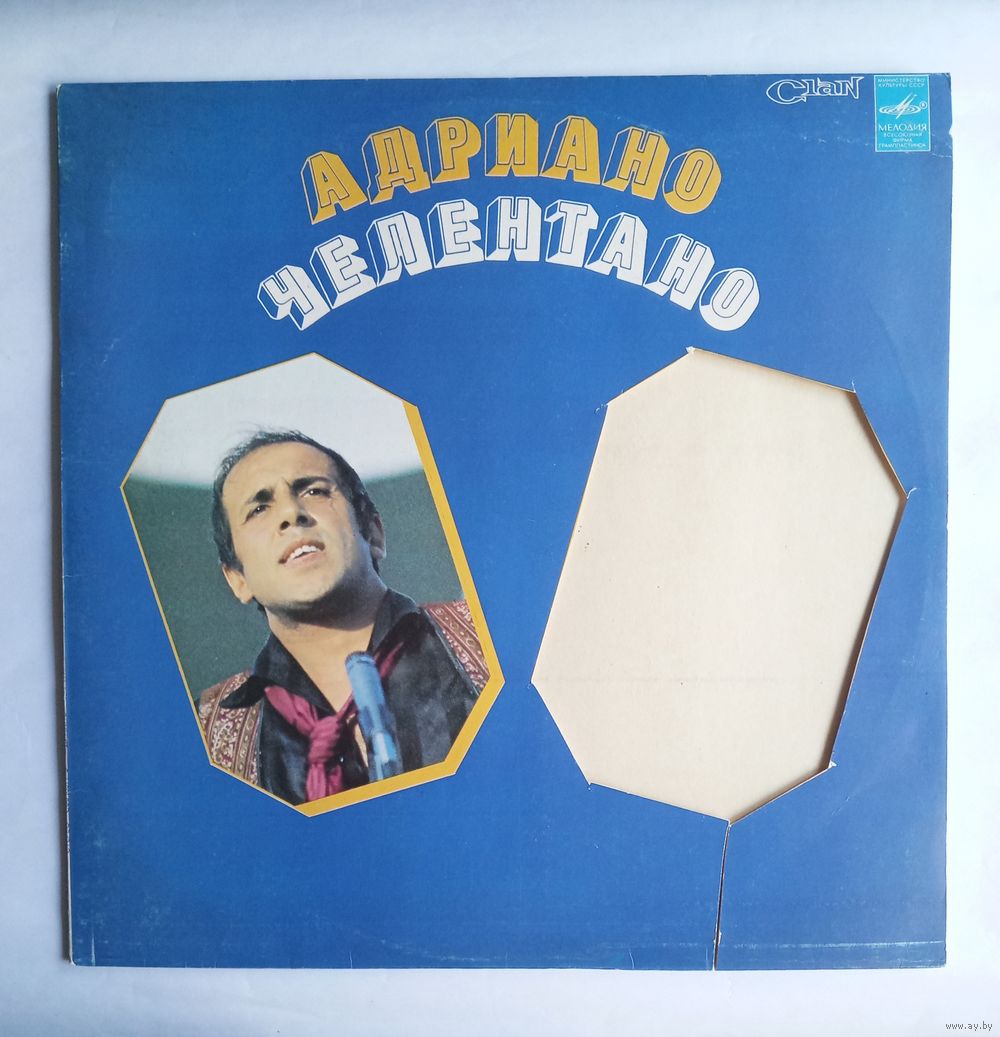 Clan
МИНИСТЕРСТВО
КУЛЬТУРЫ СССР
МЕЛОДИЯ
ВСЕСОЮЗНАЯ
ФИРМА
ГРАМПЛАСТИНОК
АДРИАНО
ЧЕЛЕНТАНО
www.ay.by